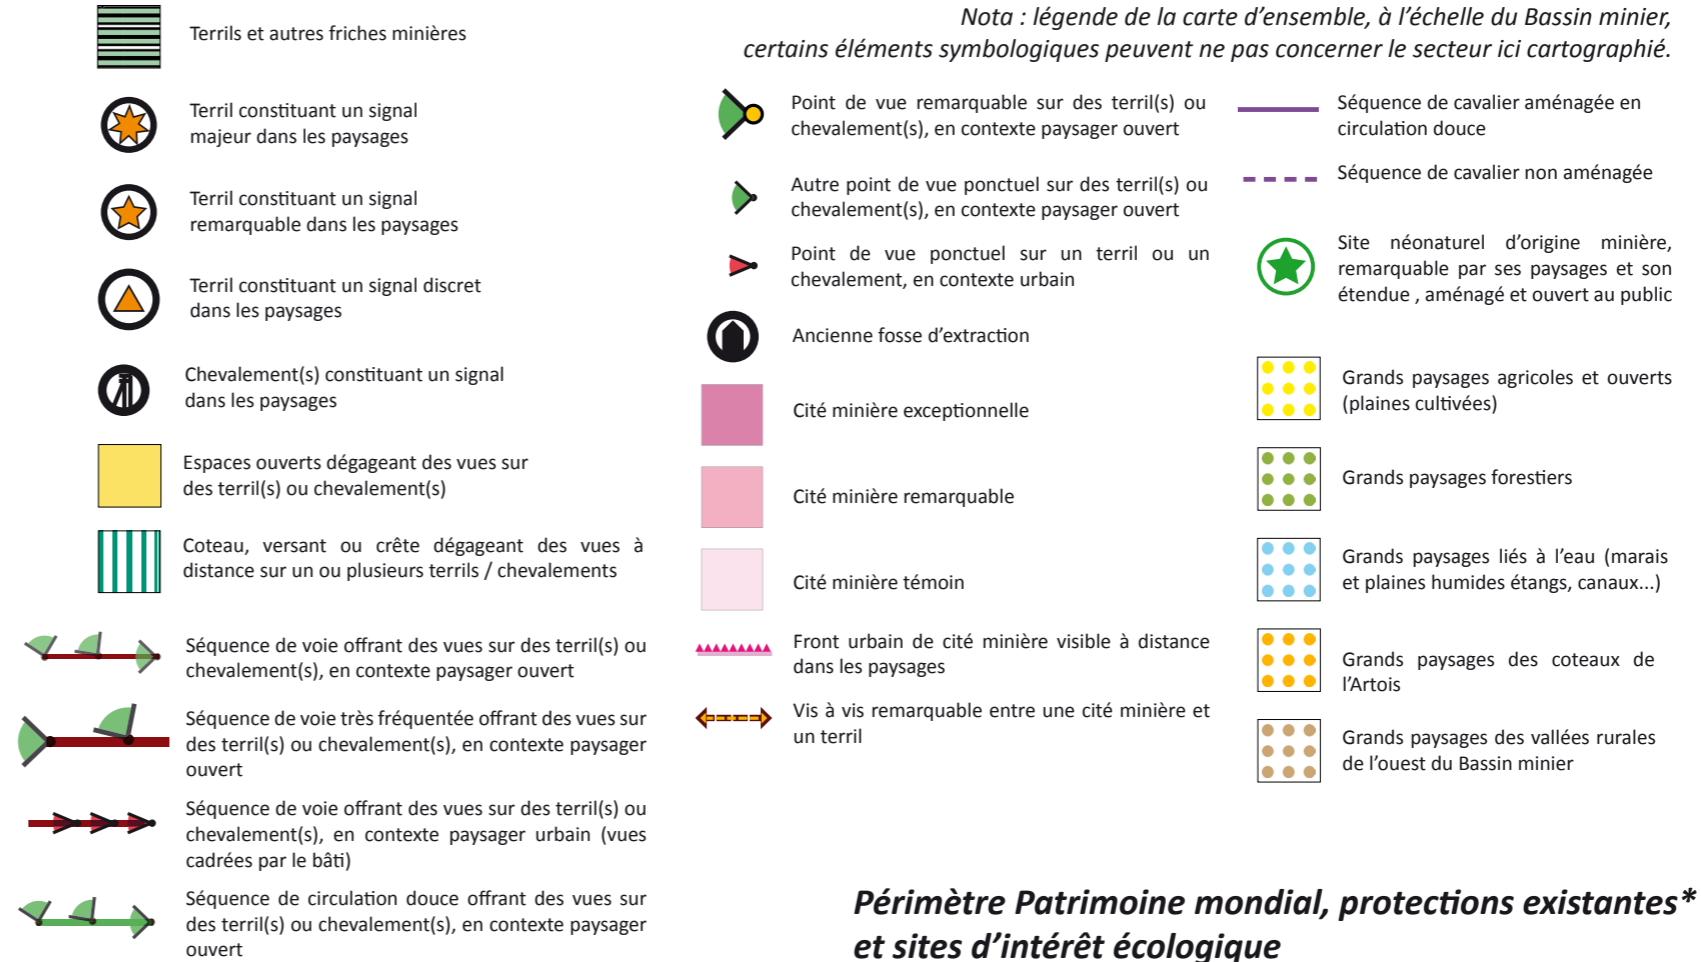 Nota : légende de la carte d'ensemble, à l'échelle du Bassin minier,
certains éléments symbologiques peuvent ne pas concerner le secteur ici cartographié.
Terrils et autres friches minières
Terril constituant un signal
majeur dans les paysages
Terril constituant un signal
remarquable dans les paysages
Terril constituant un signal discret
dans les paysages
Chevalement(s) constituant un signal
dans les paysages
Espaces ouverts dégageant des vues sur
des terril(s) ou chevalement(s)
Coteau, versant ou crête dégageant des vues à
distance sur un ou plusieurs terrils / chevalements
Séquence de voie offrant des vues sur des terril(s) ou
chevalement(s), en contexte paysager ouvert
Séquence de voie très fréquentée offrant des vues sur
des terril(s) ou chevalement(s), en contexte paysager
ouvert
Séquence de voie offrant des vues sur des terril(s) ou
chevalement(s), en contexte paysager urbain (vues
cadrées par le bâti)
Séquence de circulation douce offrant des vues sur
des terril(s) ou chevalement(s), en contexte paysager
ouvert
Point de vue remarquable sur des terril(s) ou
chevalement(s), en contexte paysager ouvert
Autre point de vue ponctuel sur des terril(s) ou
chevalement(s), en contexte paysager ouvert
Point de vue ponctuel sur un terril ou un
chevalement, en contexte urbain
Ancienne fosse d'extraction
Cité minière exceptionnelle
Cité minière remarquable
Cité minière témoin
Front urbain de cité minière visible à distance
dans les paysages
Vis à vis remarquable entre une cité minière et
un terril
Séquence de cavalier aménagée en
circulation douce
Séquence de cavalier non aménagée
Site néonaturel d'origine minière,
remarquable par ses paysages et son
étendue , aménagé et ouvert au public
Grands paysages agricoles et ouverts
(plaines cultivées)
Grands paysages forestiers
Grands paysages liés à l'eau (marais
et plaines humides étangs, canaux...)
Grands paysages des coteaux de
l'Artois
Grands paysages des vallées rurales
de l'ouest du Bassin minier
Périmètre Patrimoine mondial, protections existantes*
et sites d'intérêt écologique